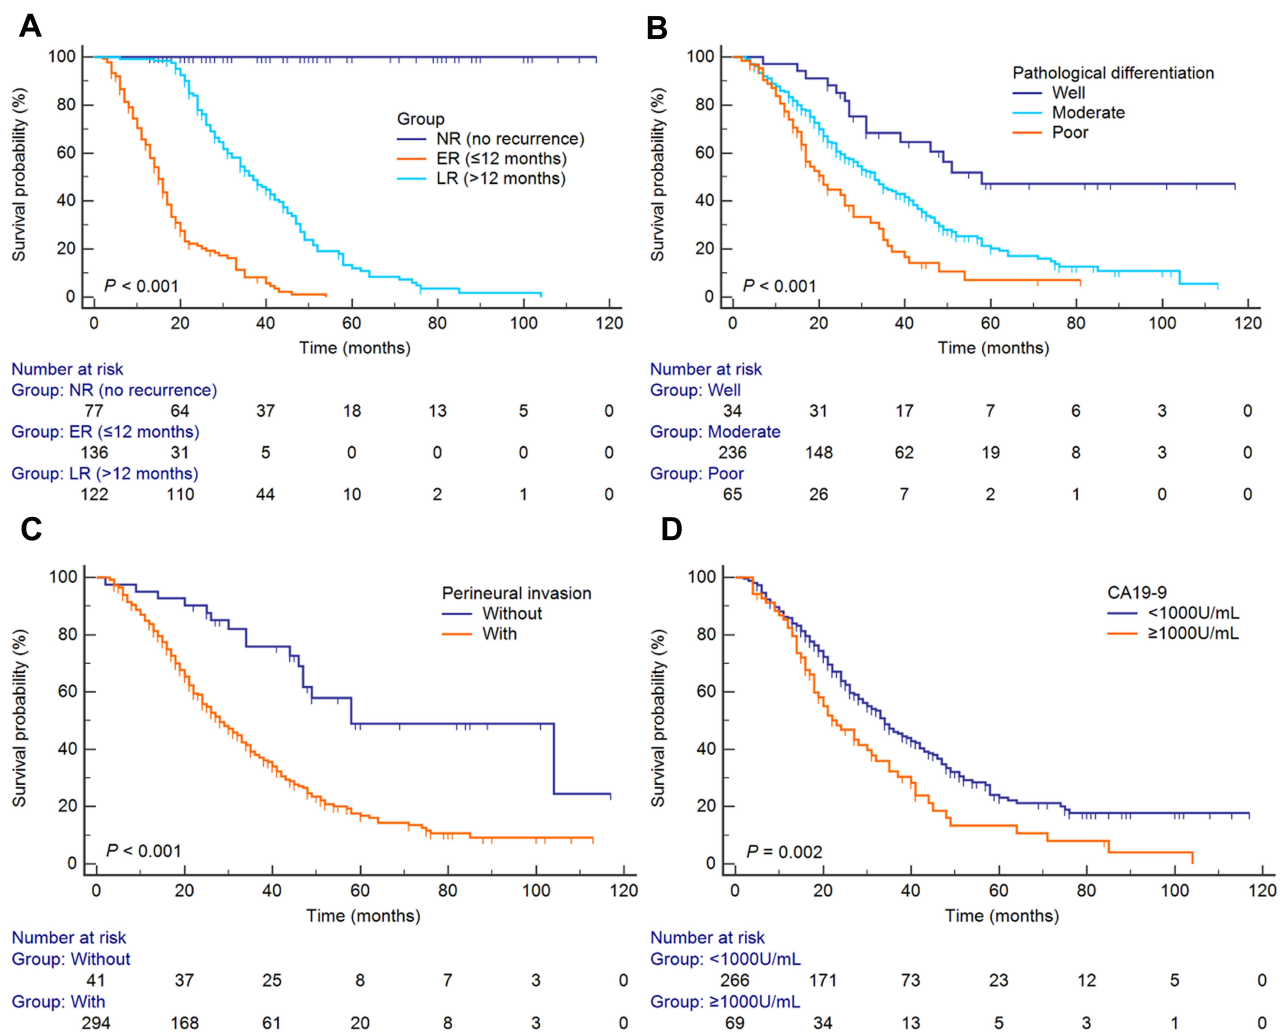 A
100
80
60
40
20
0
Survival probability (%)
Group
NR (no recurrence)
ER (≤12 months)
LR (>12 months)
P < 0.001
0 20 40 60 80 100 120
Time (months)
Number at risk
Group: NR (no recurrence)
77 64 37 18 13 5 0
Group: ER (≤12 months)
136 31 5 0 0 0 0
Group: LR (>12 months)
122 110 44 10 2 1 0
B
100
80
60
40
20
0
Survival probability (%)
Pathological differentiation
Well
Moderate
Poor
P < 0.001
0 20 40 60 80 100 120
Time (months)
Number at risk
Group: Well
34 31 17 7 6 3 0
Group: Moderate
236 148 62 19 8 3 0
Group: Poor
65 26 7 2 1 0 0
C
100
80
60
40
20
0
Survival probability (%)
Perineural invasion
Without
With
P < 0.001
0 20 40 60 80 100 120
Time (months)
Number at risk
Group: Without
41 37 25 8 7 3 0
Group: With
294 168 61 20 8 3 0
D
100
80
60
40
20
0
Survival probability (%)
CA19-9
<1000U/mL
≥1000U/mL
P = 0.002
0 20 40 60 80 100 120
Time (months)
Number at risk
Group: <1000U/mL
266 171 73 23 12 5 0
Group: ≥1000U/mL
69 34 13 5 3 1 0